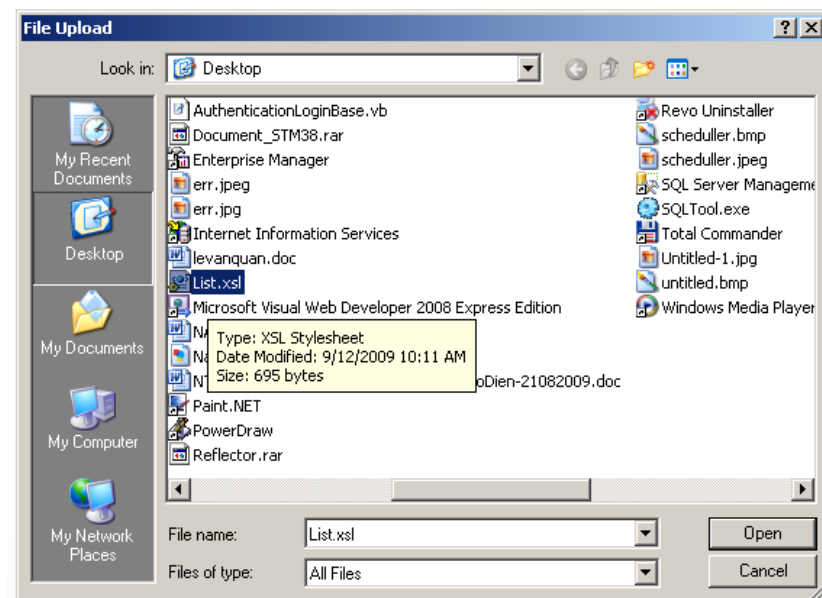 File Upload
Look in:
Desktop
My Recent
Documents
Desktop
My Documents
My Computer
My Network
Places
AuthenticationLoginBase.vb
Document_STM38.rar
Enterprise Manager
err.jpeg
err.jpg
Internet Information Services
levanquan.doc
List.xsl
Microsoft Visual Web Developer 2008 Express Edition
Type: XSL Stylesheet
Date Modified: 9/12/2009 10:11 AM
Size: 695 bytes
oDien-21082009.doc
Paint.NET
PowerDraw
Reflector.rar
Revo Uninstaller
scheduller.bmp
scheduller.jpeg
SQL Server Manageme
SQLTool.exe
Total Commander
Untitled-1.jpg
untitled.bmp
Windows Media Player
File name:
List.xsl
Open
Files of type:
All Files
Cancel